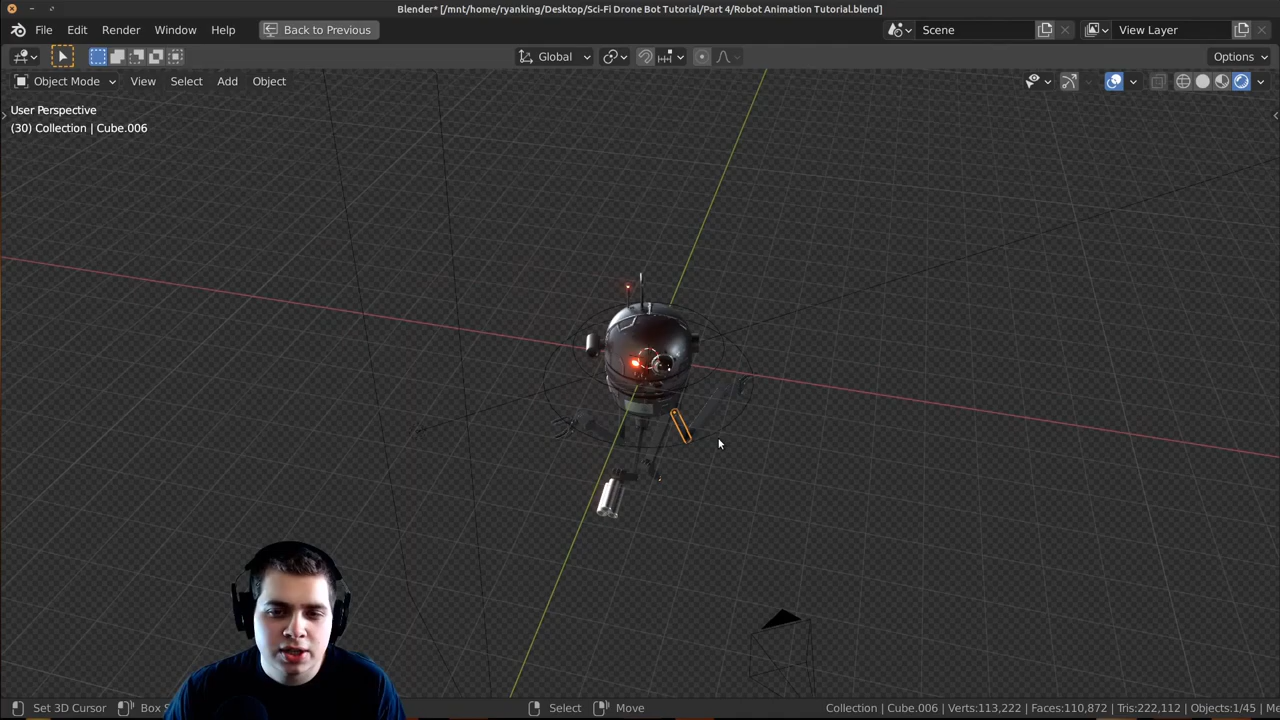 Blender* [/mnt/home/ryanking/Desktop/Sci-Fi Drone Bot Tutorial/Part 4/Robot Animation Tutorial.blend]
File Edit Render Window Help Back to Previous Scene View Layer
Global Options
Object Mode View Select Add Object
User Perspective
(30) Collection | Cube.006
Set 3D Cursor Box S Select Move Collection | Cube.006 | Verts:113,222 | Faces:110,872 | Tris:222,112 | Objects:1/45 | Me